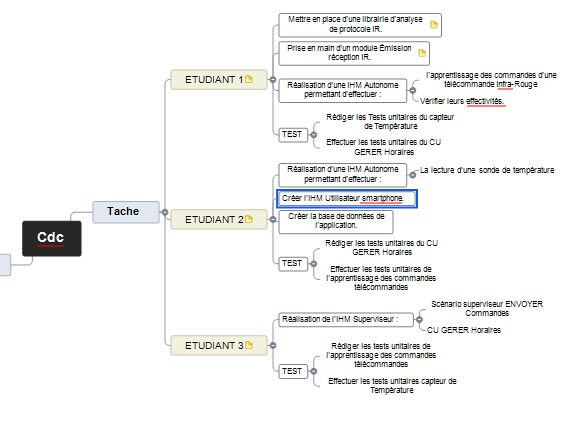 Mettre en place d'une librairie d'analyse
de protocole IR.
Prise en main d'un module Émission
réception IR.
ETUDIANT 1
Réalisation d'une IHM Autonome
permettant d'effectuer :
l'apprentissage des commandes d'une
télécommande Infra-Rouge
Vérifier leurs effectivités.
TEST
Rédiger les Tests unitaires du capteur
de Température
Effectuer les tests unitaires du CU
GERER Horaires
Réalisation d'une IHM Autonome
permettant d'effectuer :
La lecture d'une sonde de température
Créer l'IHM Utilisateur smartphone.
Tache
ETUDIANT 2
Créer la base de données de
l'application.
Cdc
TEST
Rédiger les tests unitaires du CU
GERER Horaires
Effectuer les tests unitaires de
l'apprentissage des commandes
télécommandes
Réalisation de l'IHM Superviseur :
Scénario superviseur ENVOYER
Commandes
CU GERER Horaires
ETUDIANT 3
TEST
Rédiger les tests unitaires de
l'apprentissage des commandes
télécommandes
Effectuer les tests unitaires capteur de
Température